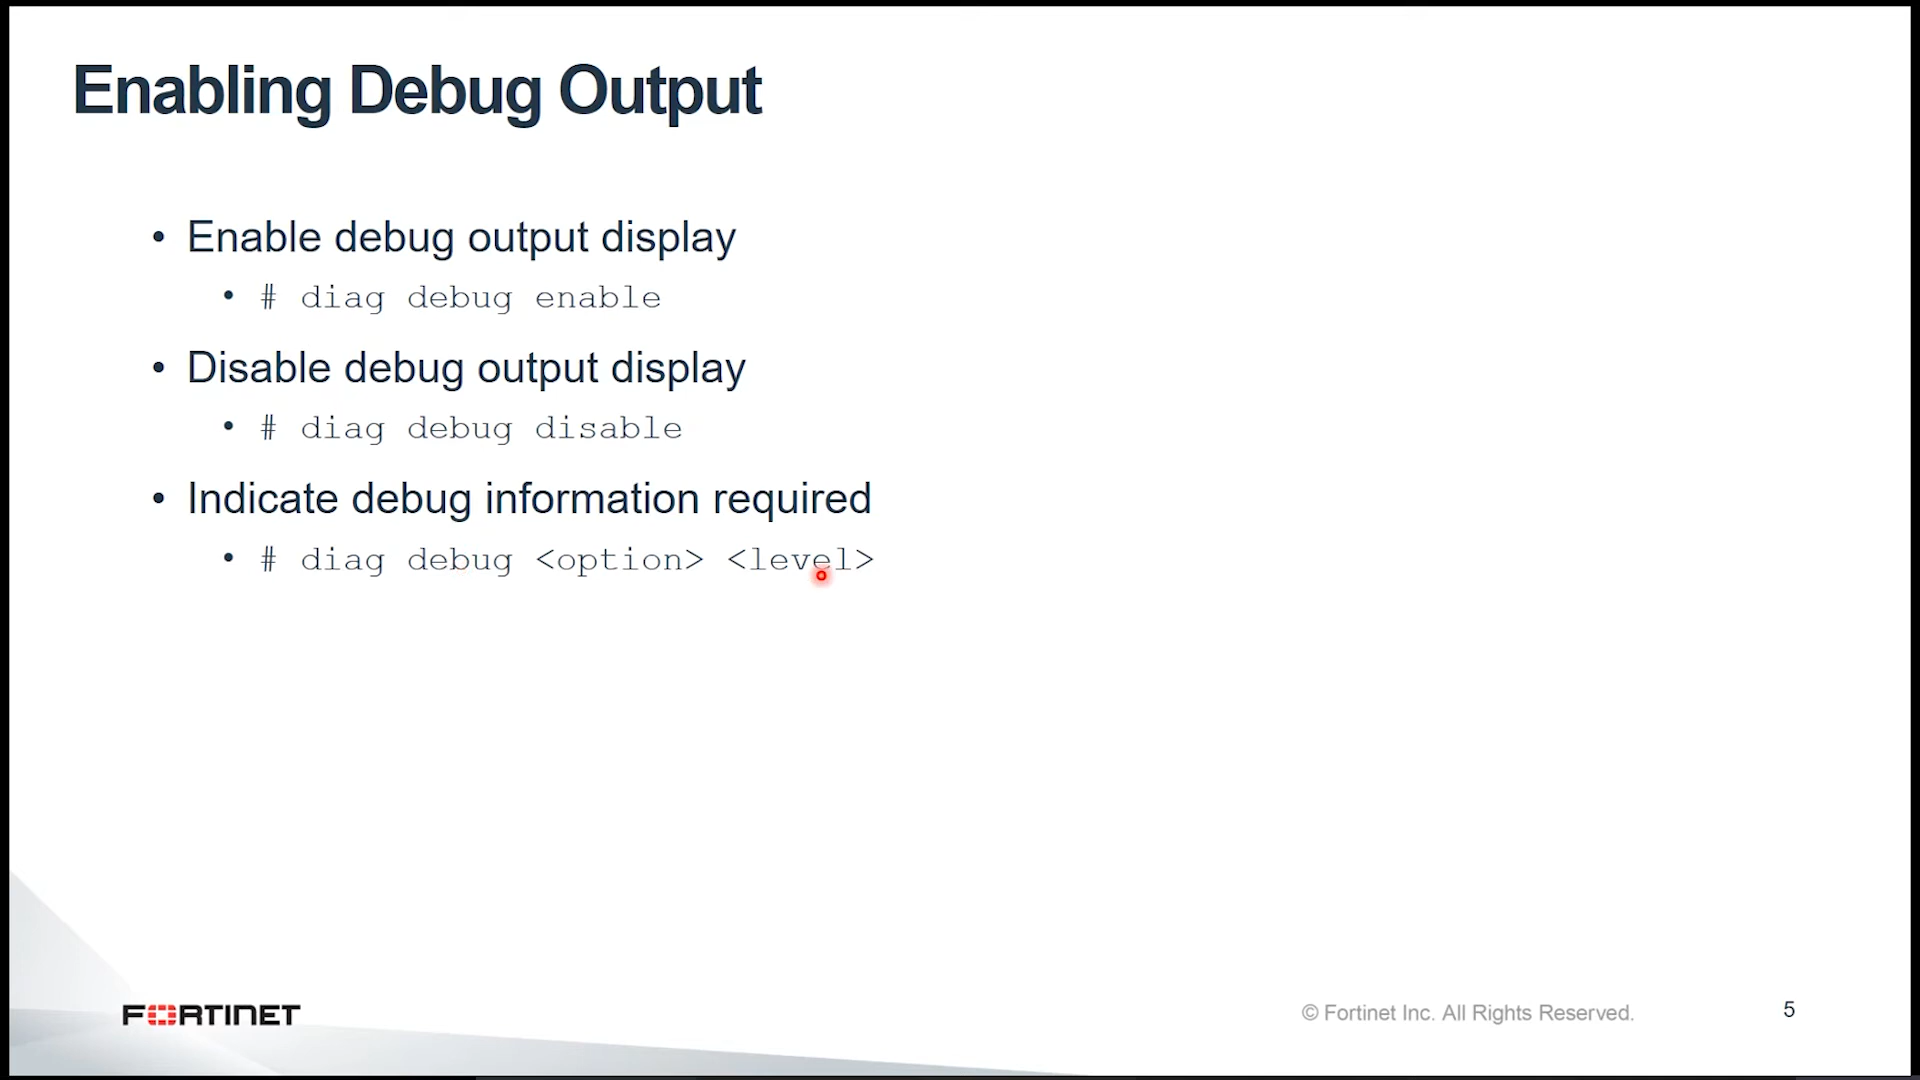 Enabling Debug Output
• Enable debug output display
• # diag debug enable
• Disable debug output display
• # diag debug disable
• Indicate debug information required
• # diag debug <option> <level>
FORTINET
© Fortinet Inc. All Rights Reserved.
5